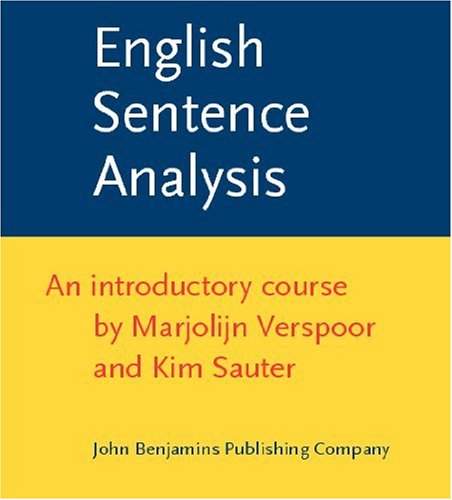 English
Sentence
Analysis
An introductory course
by Marjolijn Verspoor
and Kim Sauter
John Benjamins Publishing Company